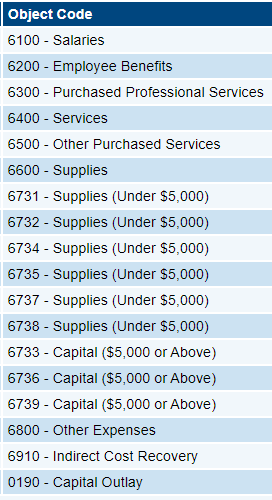 Object Code
6100 - Salaries
6200 - Employee Benefits
6300 - Purchased Professional Services
6400 - Services
6500 - Other Purchased Services
6600 - Supplies
6731 - Supplies (Under $5,000)
6732 - Supplies (Under $5,000)
6734 - Supplies (Under $5,000)
6735 - Supplies (Under $5,000)
6737 - Supplies (Under $5,000)
6738 - Supplies (Under $5,000)
6733 - Capital ($5,000 or Above)
6736 - Capital ($5,000 or Above)
6739 - Capital ($5,000 or Above)
6800 - Other Expenses
6910 - Indirect Cost Recovery
0190 - Capital Outlay